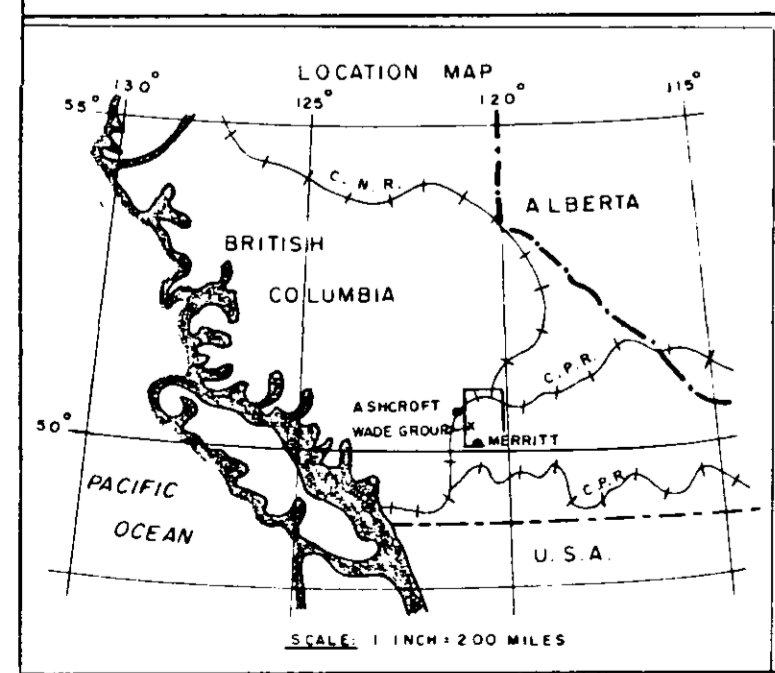 LOCATION MAP
55° 130° 125° 120° 115°
C. N. R.
ALBERTA
BRITISH
COLUMBIA
C.P.R.
ASHCROFT
WADE GROUP
MERRITT
50°
C.P.R.
PACIFIC
OCEAN
U.S.A.
SCALE: 1 INCH = 200 MILES